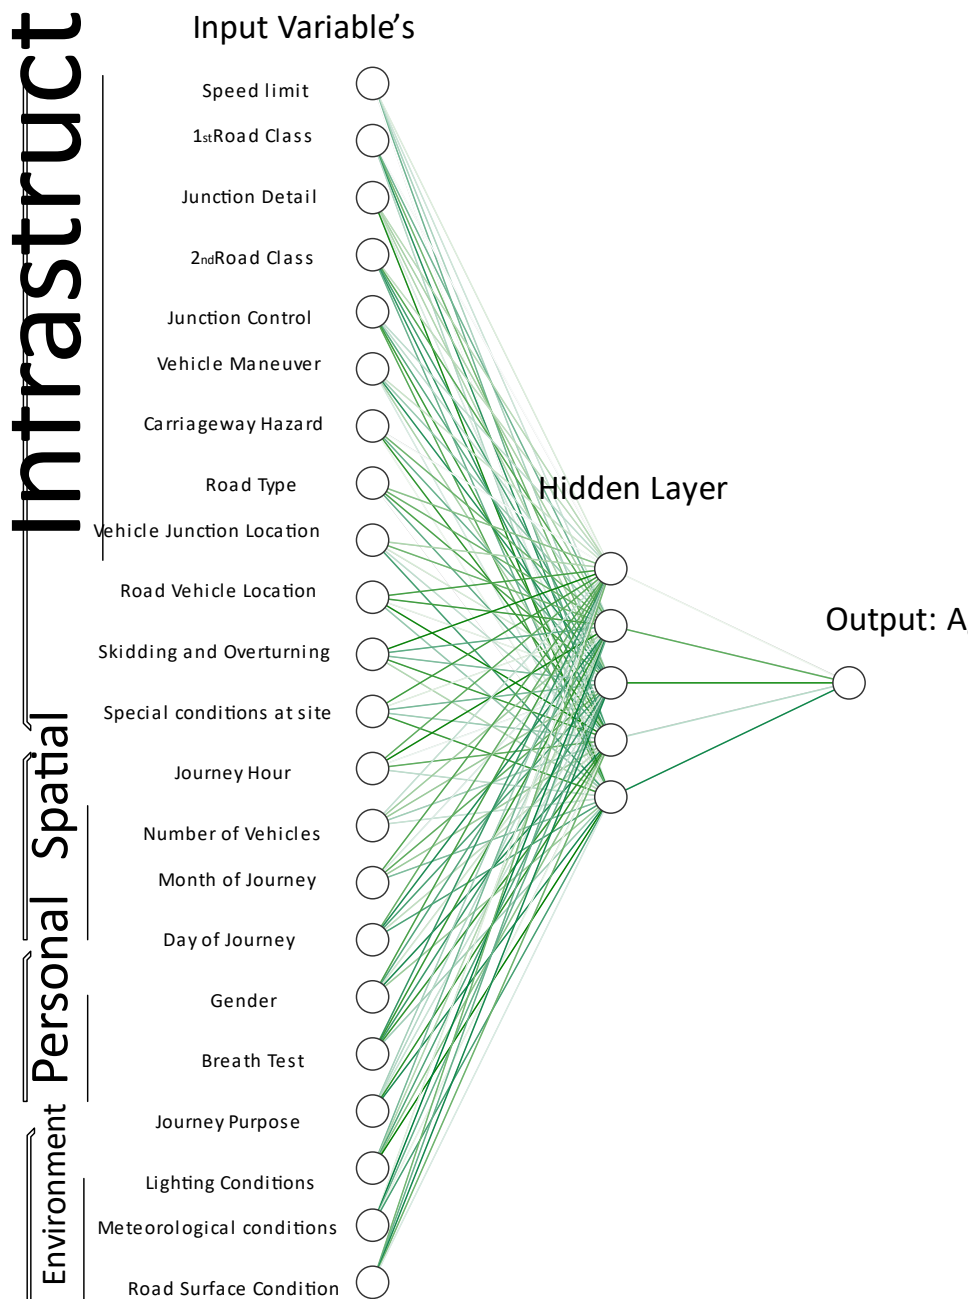 Input Variable's
Infrastruct
Speed limit
1stRoad Class
Junction Detail
2ndRoad Class
Junction Control
Vehicle Maneuver
Carriageway Hazard
Road Type
Vehicle Junction Location
Road Vehicle Location
Skidding and Overturning
Special conditions at site
Spatial
Journey Hour
Number of Vehicles
Month of Journey
Day of Journey
Personal
Gender
Breath Test
Journey Purpose
Environment
Lighting Conditions
Meteorological conditions
Road Surface Condition
Hidden Layer
Output: A